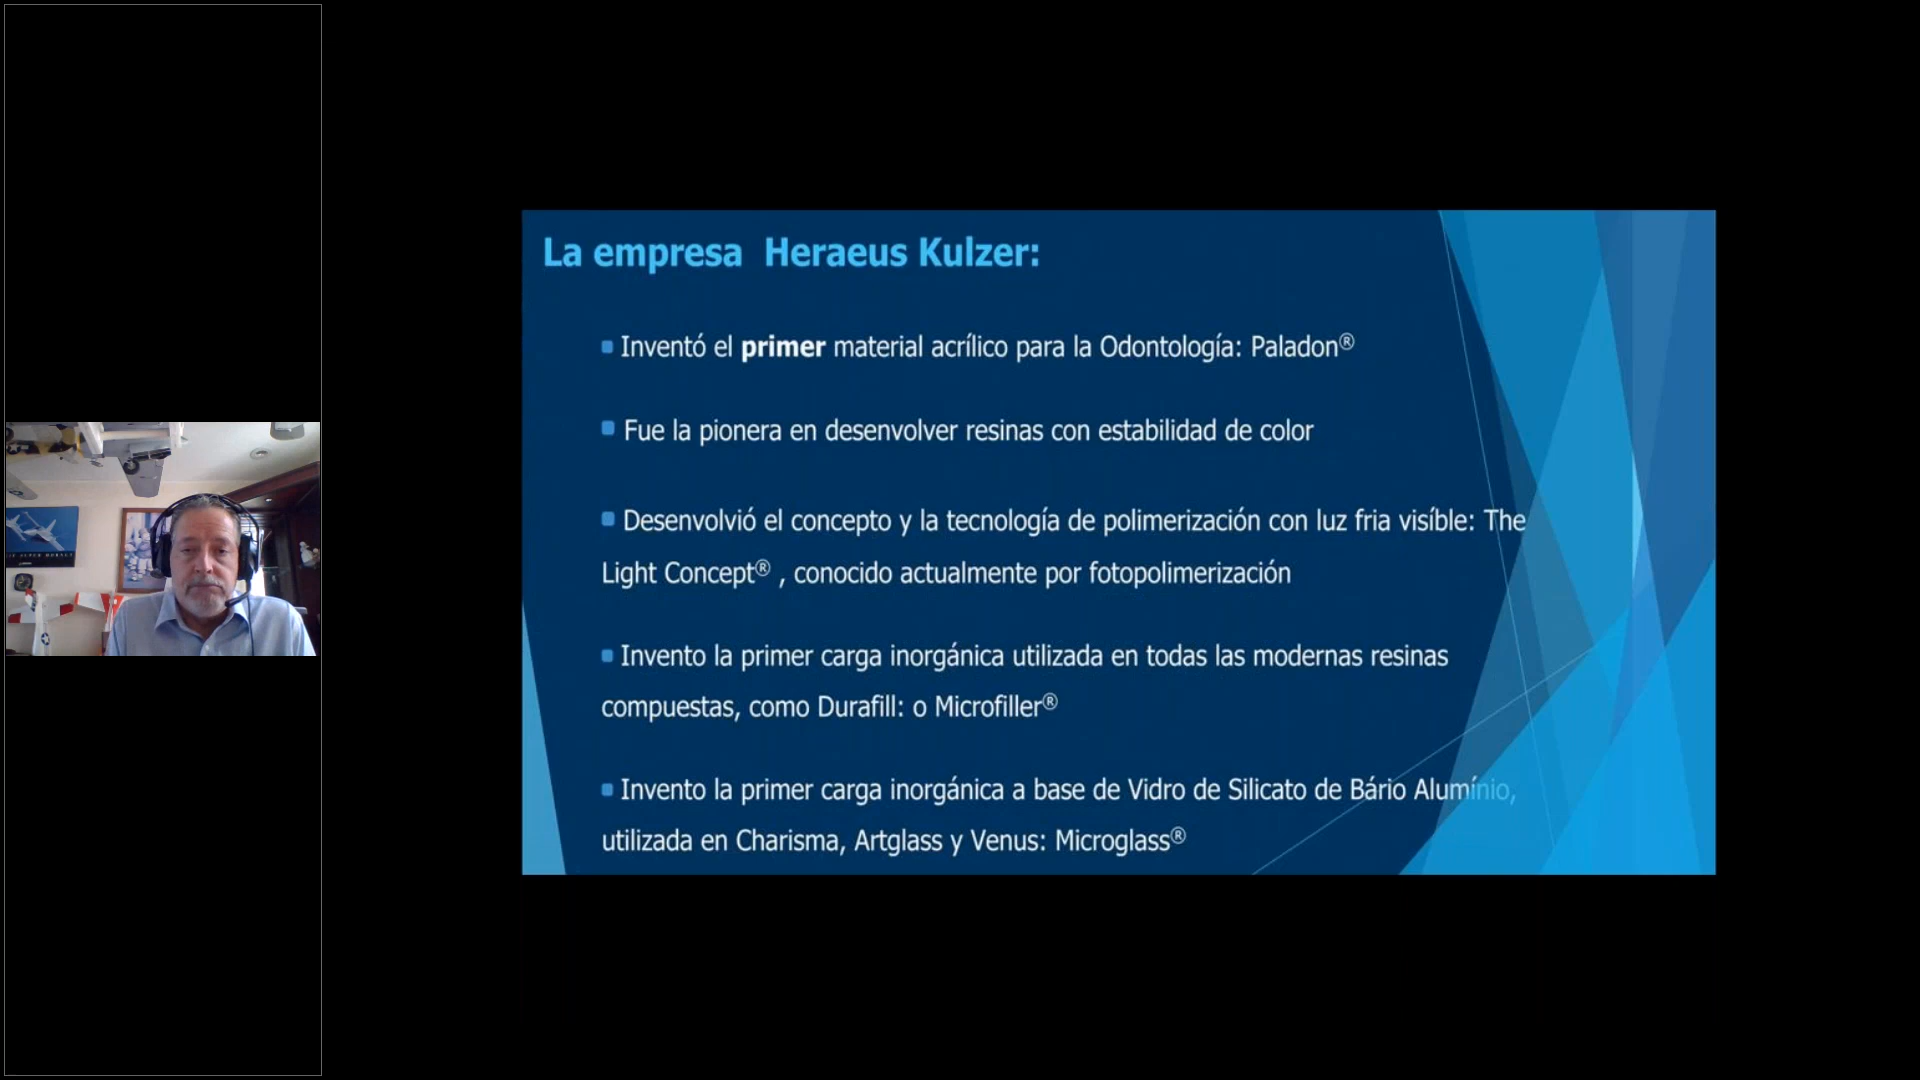 La empresa Heraeus Kulzer:
Inventó el primer material acrílico para la Odontología: Paladon®
Fue la pionera en desenvolver resinas con estabilidad de color
Desenvolvió el concepto y la tecnología de polimerización con luz fria visíble: The
Light Concept® , conocido actualmente por fotopolimerización
Invento la primer carga inorgánica utilizada en todas las modernas resinas
compuestas, como Durafill: o Microfiller®
Invento la primer carga inorgánica a base de Vidro de Silicato de Bário Alumínio,
utilizada en Charisma, Artglass y Venus: Microglass®